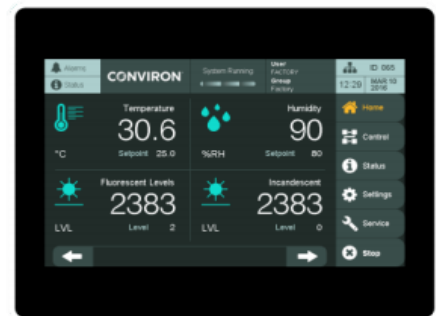 Alarms
Status
CONVIRON
System Running
User
FACTORY
Group
Factory
ID 065
12:29
MAR 10
2016
Temperature
30.6
°C
Setpoint 25.0
Humidity
90
%RH
Setpoint 80
Fluorescent Levels
2383
LVL
Level 2
Incandescent
2383
LVL
Level 0
Home
Control
Status
Settings
Service
Stop